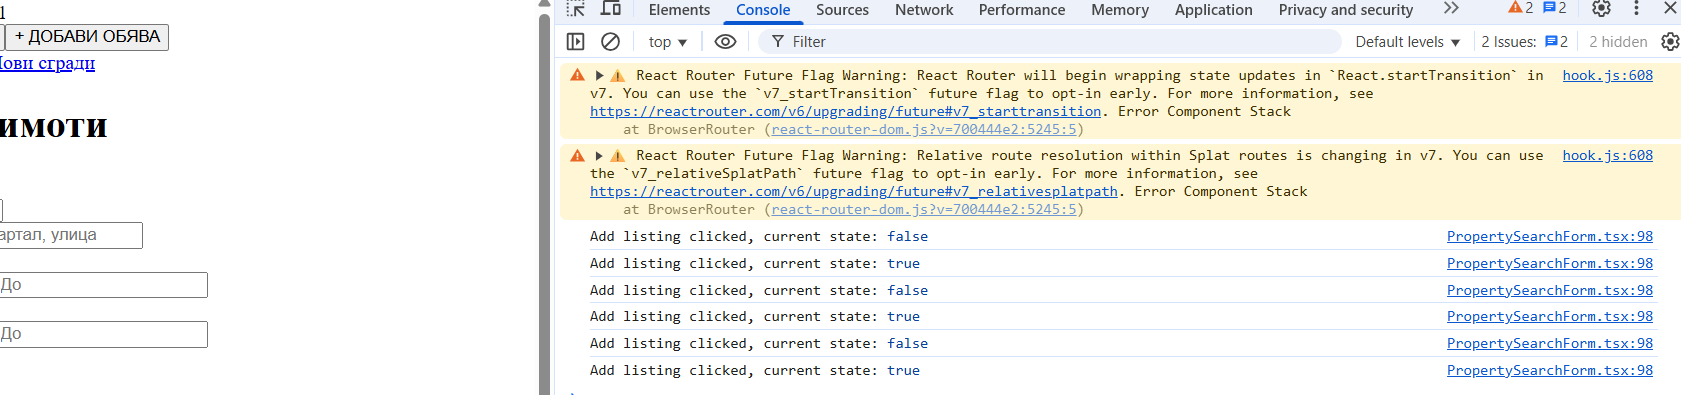 1
+ ДОБАВИ ОБЯВА
Нови сгради
имоти
артал, улица
До
До
Elements Console Sources Network Performance Memory Application Privacy and security 2 2
top Filter Default levels 2 Issues: 2 2 hidden
React Router Future Flag Warning: React Router will begin wrapping state updates in `React.startTransition` in hook.js:608
v7. You can use the `v7_startTransition` future flag to opt-in early. For more information, see
https://reactrouter.com/v6/upgrading/future#v7_starttransition. Error Component Stack
at BrowserRouter (react-router-dom.js?v=700444e2:5245:5)
React Router Future Flag Warning: Relative route resolution within Splat routes is changing in v7. You can use hook.js:608
the `v7_relativeSplatPath` future flag to opt-in early. For more information, see
https://reactrouter.com/v6/upgrading/future#v7_relativesplatpath. Error Component Stack
at BrowserRouter (react-router-dom.js?v=700444e2:5245:5)
Add listing clicked, current state: false PropertySearchForm.tsx:98
Add listing clicked, current state: true PropertySearchForm.tsx:98
Add listing clicked, current state: false PropertySearchForm.tsx:98
Add listing clicked, current state: true PropertySearchForm.tsx:98
Add listing clicked, current state: false PropertySearchForm.tsx:98
Add listing clicked, current state: true PropertySearchForm.tsx:98